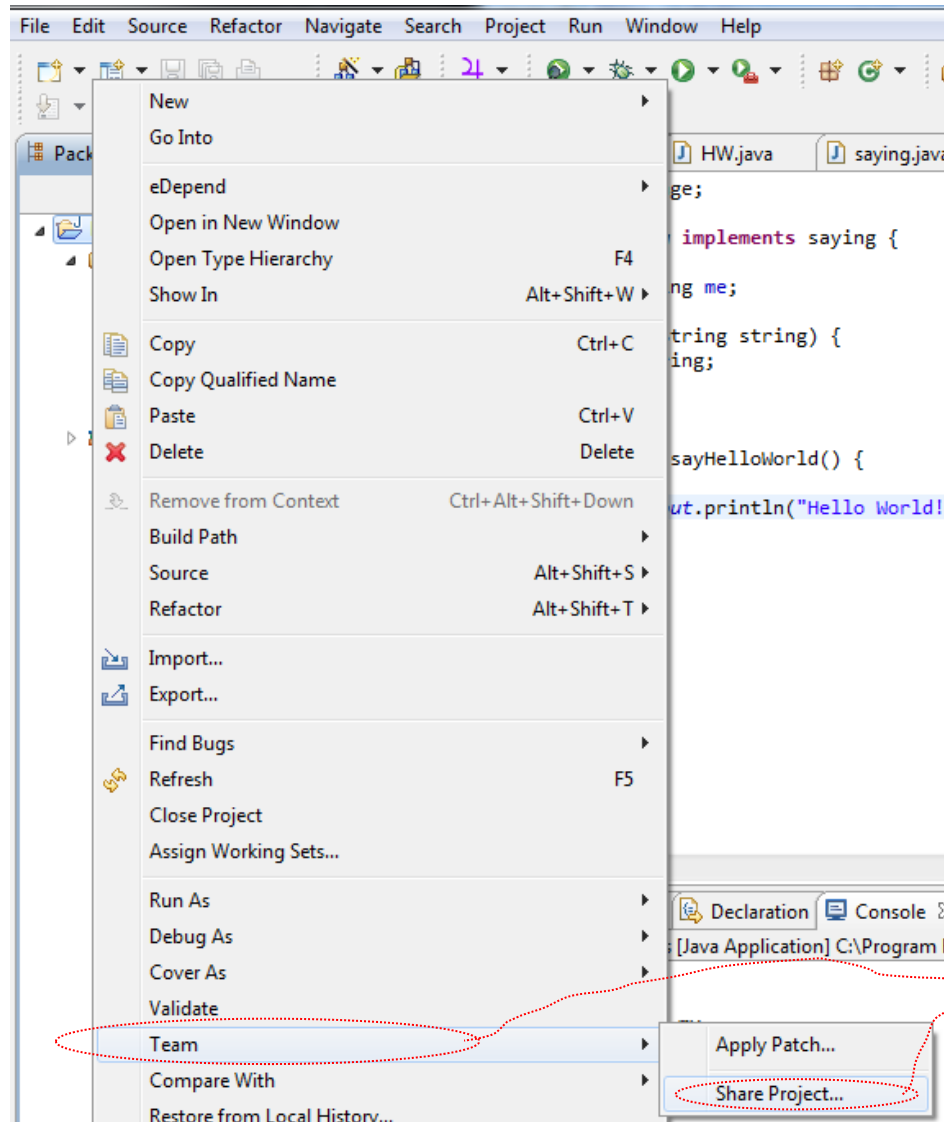 File Edit Source Refactor Navigate Search Project Run Window Help
New
Go Into
Pack
HW.java
saying.java
eDepend
Open in New Window
Open Type Hierarchy F4
Show In Alt+Shift+W
Copy Ctrl+C
Copy Qualified Name
Paste Ctrl+V
Delete Delete
Remove from Context Ctrl+Alt+Shift+Down
Build Path
Source Alt+Shift+S
Refactor Alt+Shift+T
Import...
Export...
Find Bugs
Refresh F5
Close Project
Assign Working Sets...
Run As
Debug As
Cover As
Validate
Team
Compare With
Restore from Local History...
ge;
implements saying {
ng me;
tring string) {
ing;
sayHelloWorld() {
ut.println("Hello World!
Declaration Console
[Java Application] C:\Program
Apply Patch...
Share Project...